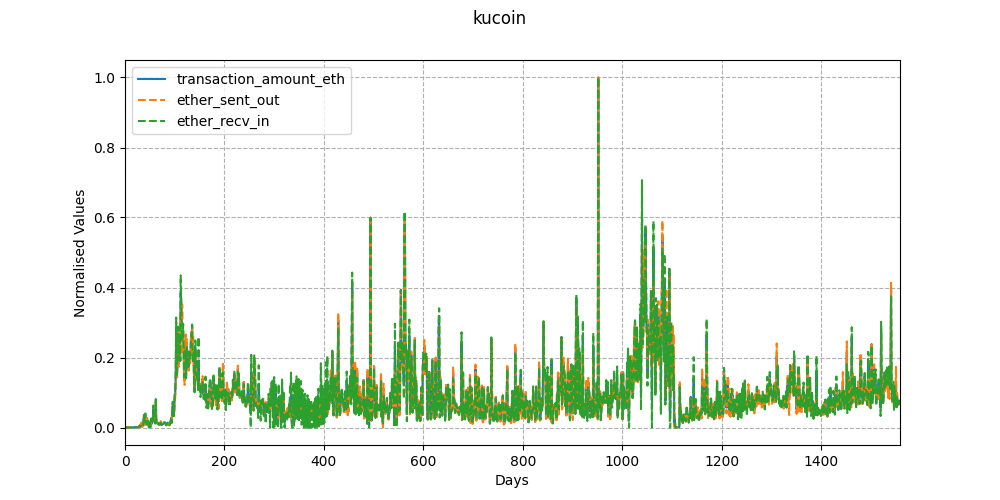 kucoin
transaction_amount_eth
ether_sent_out
ether_recv_in
Normalised Values
1.0
0.8
0.6
0.4
0.2
0.0
0 200 400 600 800 1000 1200 1400
Days